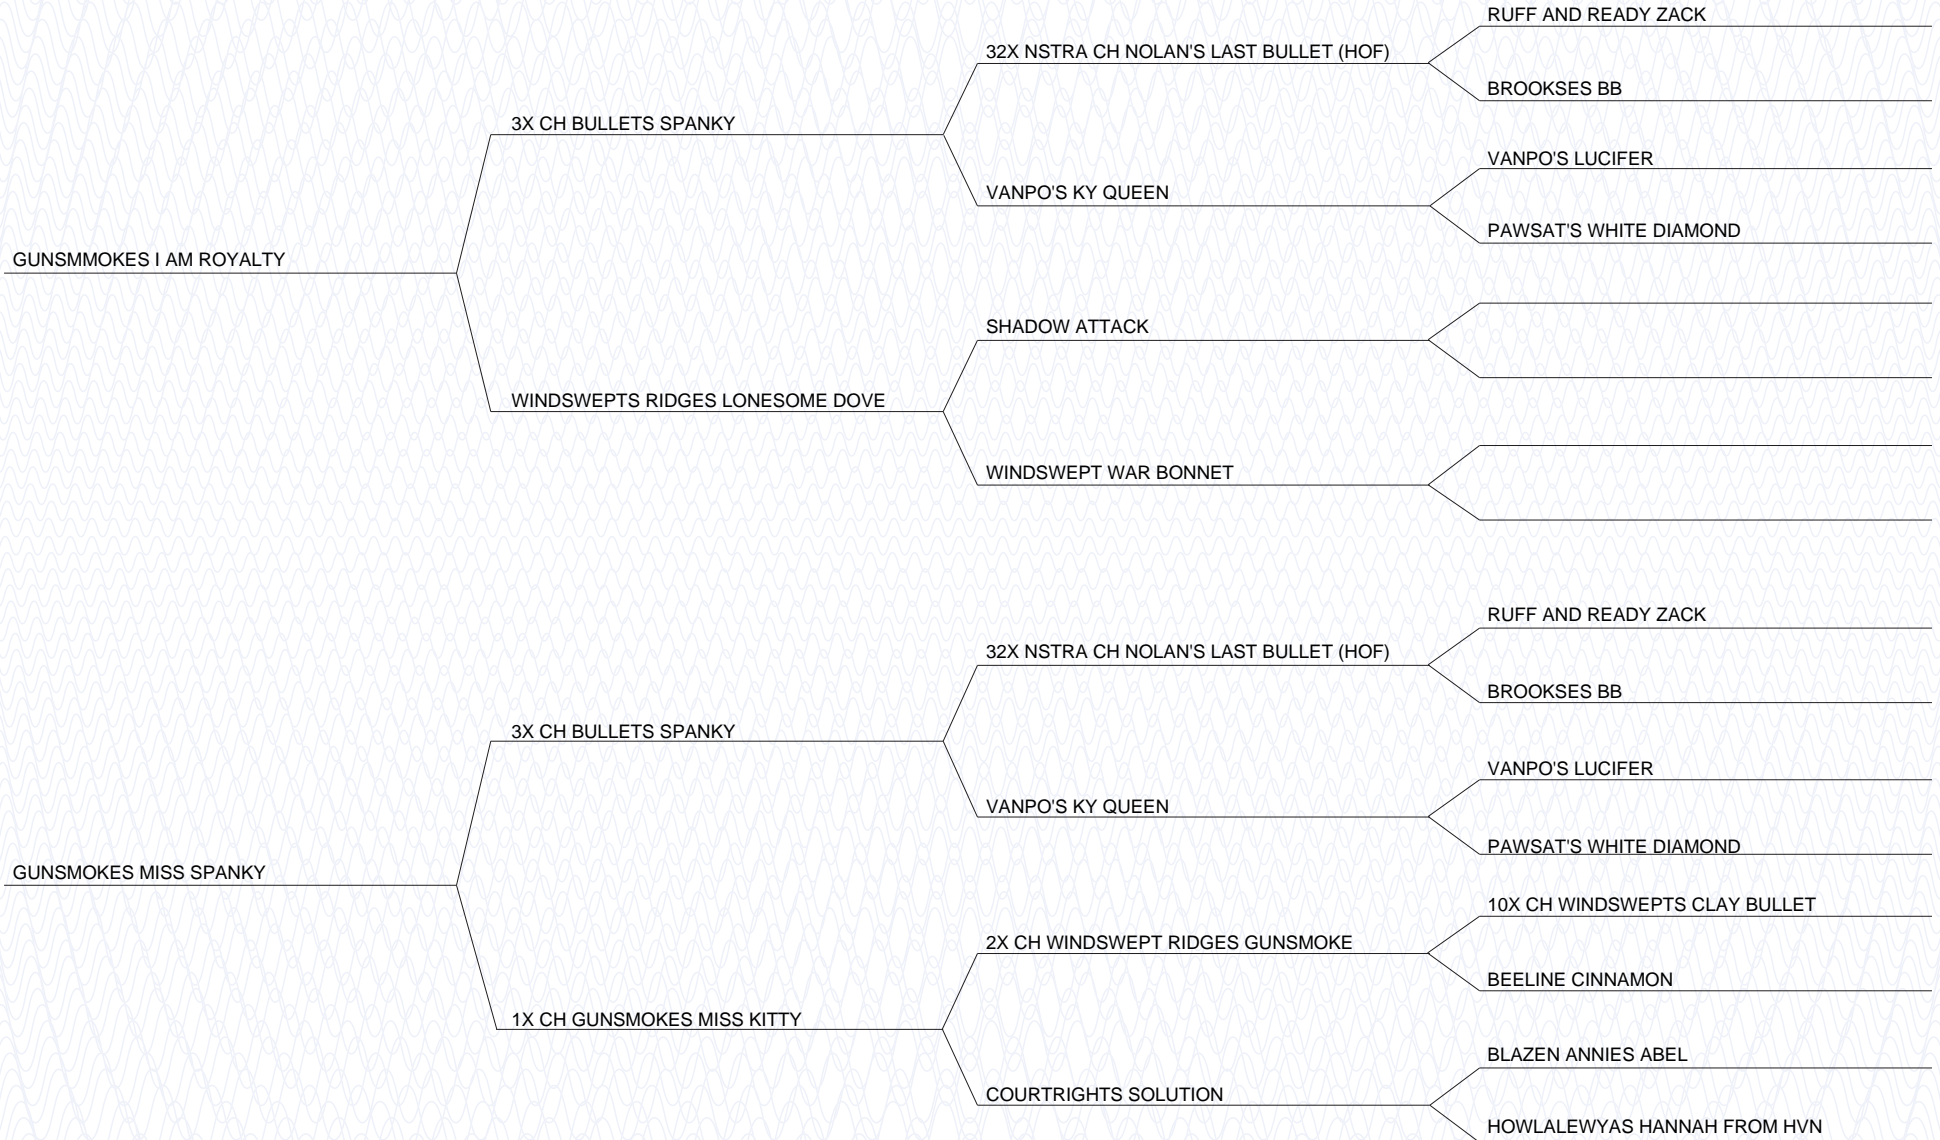 RUFF AND READY ZACK
32X NSTRA CH NOLAN'S LAST BULLET (HOF)
BROOKSES BB
3X CH BULLETS SPANKY
VANPO'S LUCIFER
VANPO'S KY QUEEN
PAWSAT'S WHITE DIAMOND
GUNSMMOKES I AM ROYALTY
SHADOW ATTACK
WINDSWEPTS RIDGES LONESOME DOVE
WINDSWEPT WAR BONNET
RUFF AND READY ZACK
32X NSTRA CH NOLAN'S LAST BULLET (HOF)
BROOKSES BB
3X CH BULLETS SPANKY
VANPO'S LUCIFER
VANPO'S KY QUEEN
PAWSAT'S WHITE DIAMOND
GUNSMOKES MISS SPANKY
10X CH WINDSWEPTS CLAY BULLET
2X CH WINDSWEPT RIDGES GUNSMOKE
BEELINE CINNAMON
1X CH GUNSMOKES MISS KITTY
BLAZEN ANNIES ABEL
COURTRIGHTS SOLUTION
HOWLALEWYAS HANNAH FROM HVN